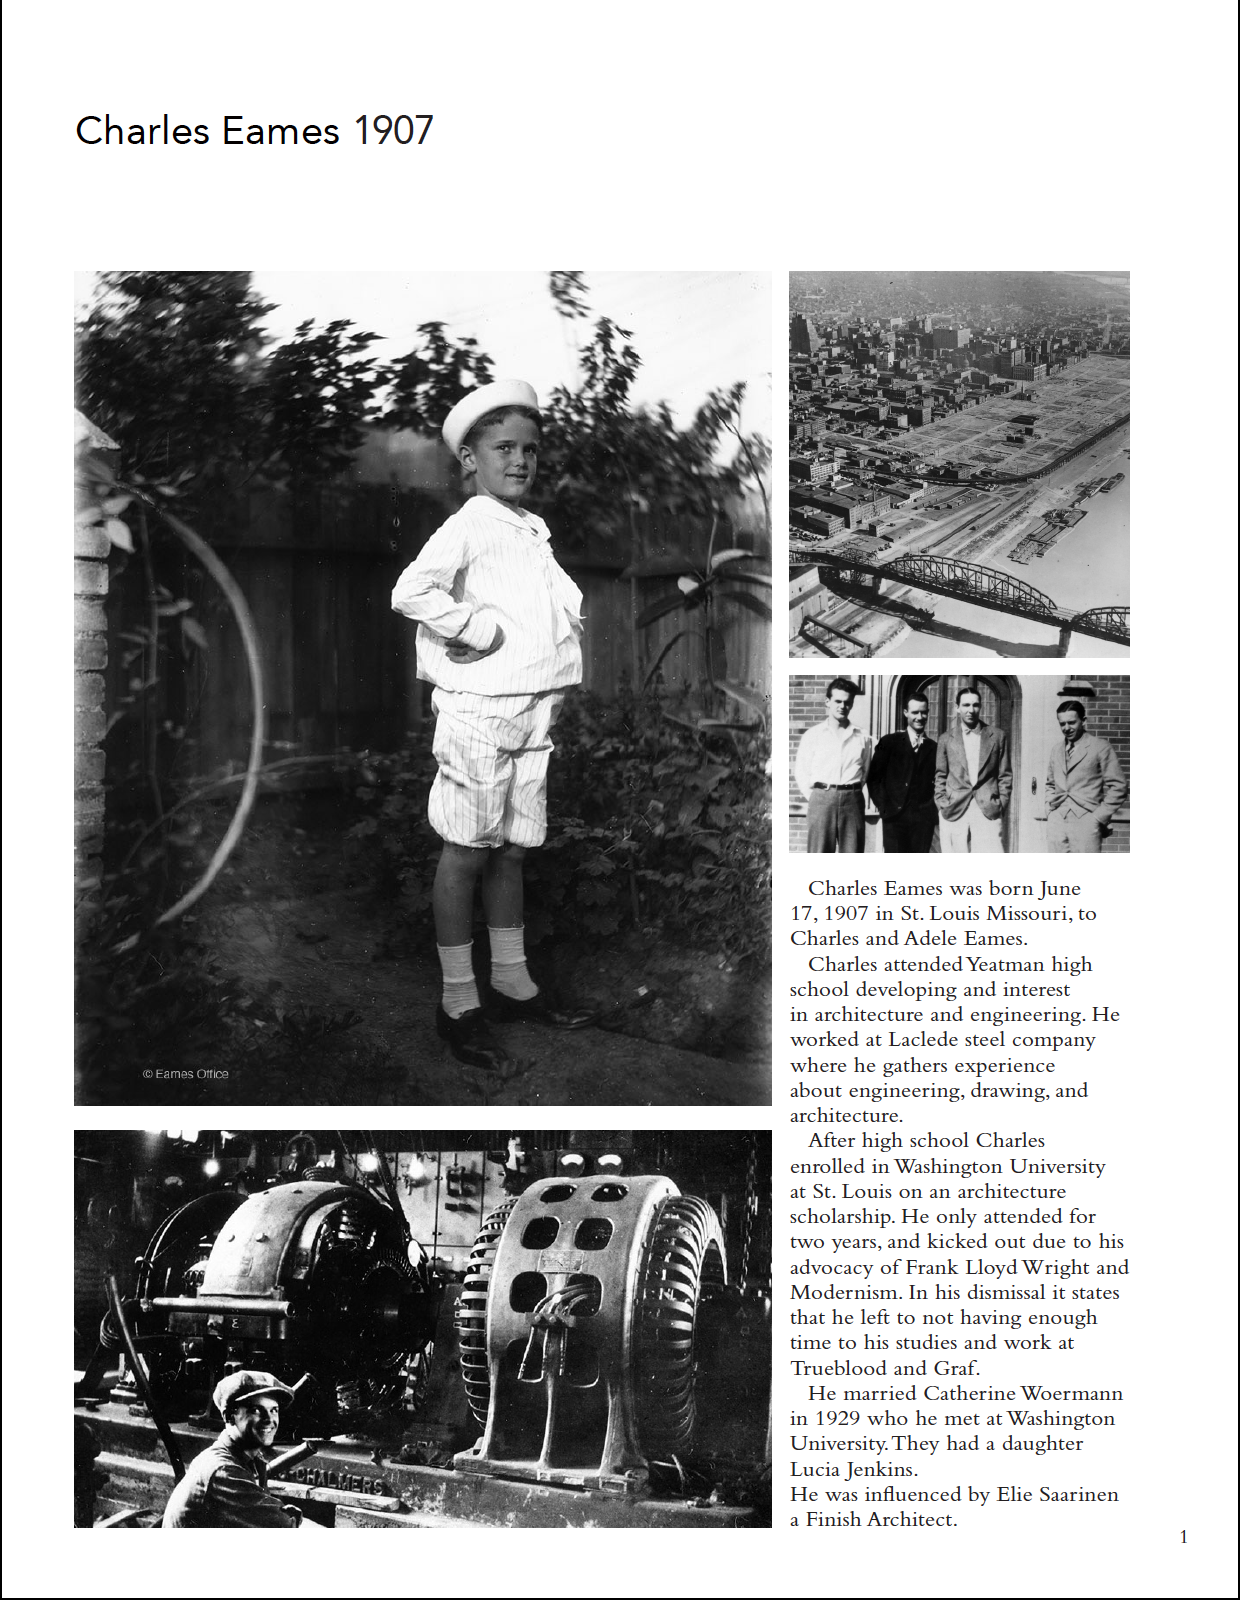 Charles Eames 1907
© Eames Office
CHALMERS
Charles Eames was born June
17, 1907 in St. Louis Missouri, to
Charles and Adele Eames.
Charles attended Yeatman high
school developing and interest
in architecture and engineering. He
worked at Laclede steel company
where he gathers experience
about engineering, drawing, and
architecture.
After high school Charles
enrolled in Washington University
at St. Louis on an architecture
scholarship. He only attended for
two years, and kicked out due to his
advocacy of Frank Lloyd Wright and
Modernism. In his dismissal it states
that he left to not having enough
time to his studies and work at
Trueblood and Graf.
He married Catherine Woermann
in 1929 who he met at Washington
University. They had a daughter
Lucia Jenkins.
He was influenced by Elie Saarinen
a Finish Architect.
1